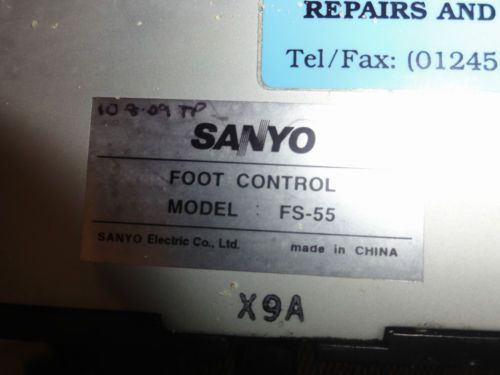 REPAIRS AND
Tel/Fax: (01245
10 8.09 TP
SANYO
FOOT CONTROL
MODEL : FS-55
SANYO Electric Co., Ltd. made in CHINA
X9A